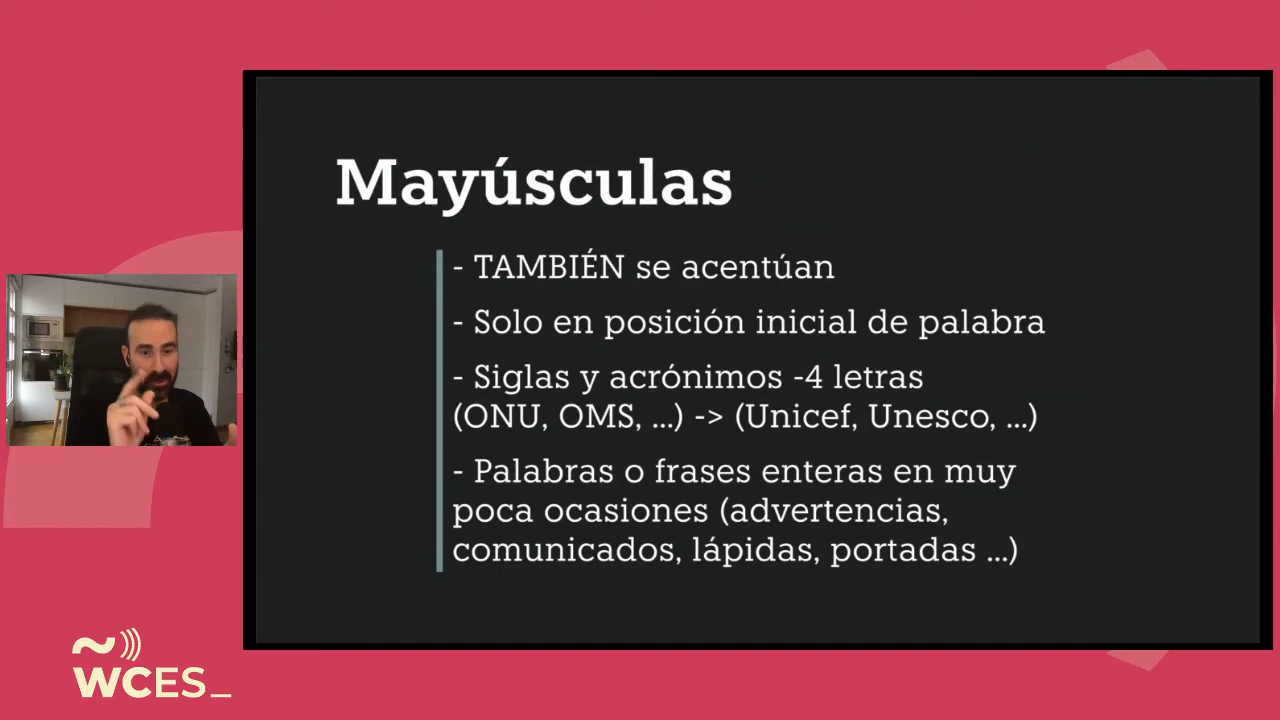 Mayúsculas
- TAMBIÉN se acentúan
- Solo en posición inicial de palabra
- Siglas y acrónimos -4 letras
(ONU, OMS, ...) -> (Unicef, Unesco, ...)
- Palabras o frases enteras en muy
poca ocasiones (advertencias,
comunicados, lápidas, portadas ...)
WCES_